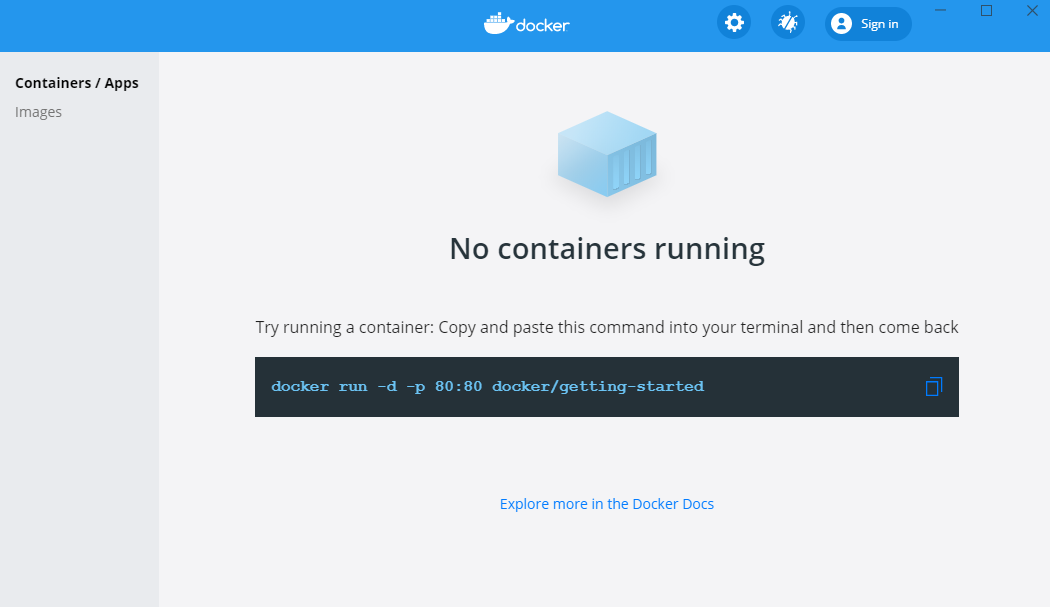 docker
Sign in
Containers / Apps
Images
No containers running
Try running a container: Copy and paste this command into your terminal and then come back
docker run -d -p 80:80 docker/getting-started
Explore more in the Docker Docs